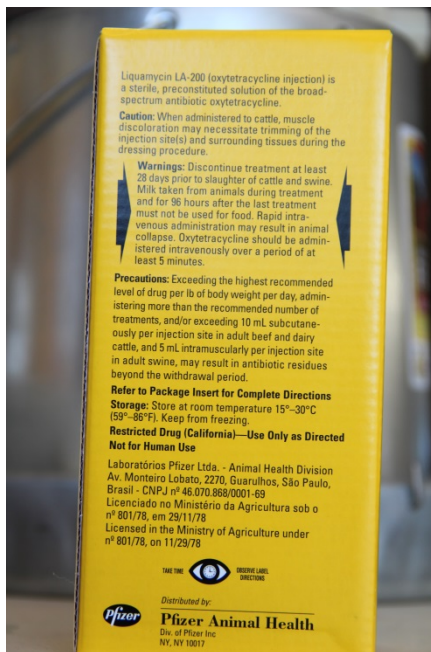 Liquamycin LA-200 (oxytetracycline injection) is
a sterile, preconstituted solution of the broad-
spectrum antibiotic oxytetracycline.
Caution: When administered to cattle, muscle
discoloration may necessitate trimming of the
injection site(s) and surrounding tissues during the
dressing procedure.
Warnings: Discontinue treatment at least
28 days prior to slaughter of cattle and swine.
Milk taken from animals during treatment
and for 96 hours after the last treatment
must not be used for food. Rapid intra-
venous administration may result in animal
collapse. Oxytetracycline should be admin-
istered intravenously over a period of at
least 5 minutes.
Precautions: Exceeding the highest recommended
level of drug per lb of body weight per day, admin-
istering more than the recommended number of
treatments, and/or exceeding 10 mL subcutane-
ously per injection site in adult beef and dairy
cattle, and 5 mL intramuscularly per injection site
in adult swine, may result in antibiotic residues
beyond the withdrawal period.
Refer to Package Insert for Complete Directions
Storage: Store at room temperature 15°–30°C
(59°–86°F). Keep from freezing.
Restricted Drug (California)—Use Only as Directed
Not for Human Use
Laboratórios Pfizer Ltda. - Animal Health Division
Av. Monteiro Lobato, 2270, Guarulhos, São Paulo,
Brasil - CNPJ nº 46.070.868/0001-69
Licenciado no Ministério da Agricultura sob o
nº 801/78, em 29/11/78
Licensed in the Ministry of Agriculture under
nº 801/78, on 11/29/78
TAKE TIME
OBSERVE LABEL
DIRECTIONS
Distributed by:
Pfizer
Pfizer Animal Health
Div. of Pfizer Inc
NY, NY 10017